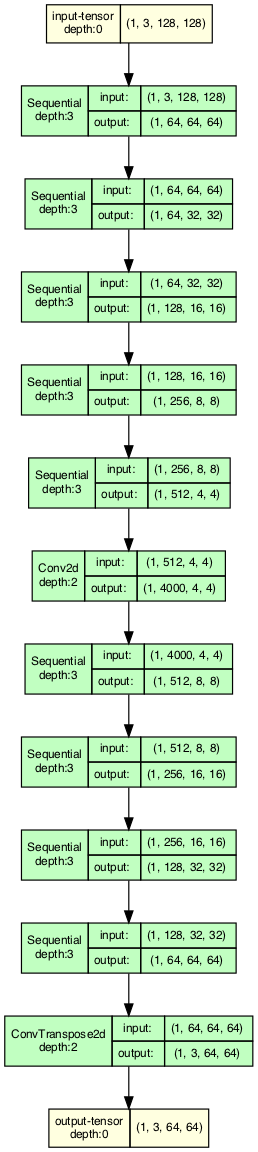 input-tensor
depth:0
(1, 3, 128, 128)
Sequential
depth:3
input:
(1, 3, 128, 128)
output:
(1, 64, 64, 64)
Sequential
depth:3
input:
(1, 64, 64, 64)
output:
(1, 64, 32, 32)
Sequential
depth:3
input:
(1, 64, 32, 32)
output:
(1, 128, 16, 16)
Sequential
depth:3
input:
(1, 128, 16, 16)
output:
(1, 256, 8, 8)
Sequential
depth:3
input:
(1, 256, 8, 8)
output:
(1, 512, 4, 4)
Conv2d
depth:2
input:
(1, 512, 4, 4)
output:
(1, 4000, 4, 4)
Sequential
depth:3
input:
(1, 4000, 4, 4)
output:
(1, 512, 8, 8)
Sequential
depth:3
input:
(1, 512, 8, 8)
output:
(1, 256, 16, 16)
Sequential
depth:3
input:
(1, 256, 16, 16)
output:
(1, 128, 32, 32)
Sequential
depth:3
input:
(1, 128, 32, 32)
output:
(1, 64, 64, 64)
ConvTranspose2d
depth:2
input:
(1, 64, 64, 64)
output:
(1, 3, 64, 64)
output-tensor
depth:0
(1, 3, 64, 64)